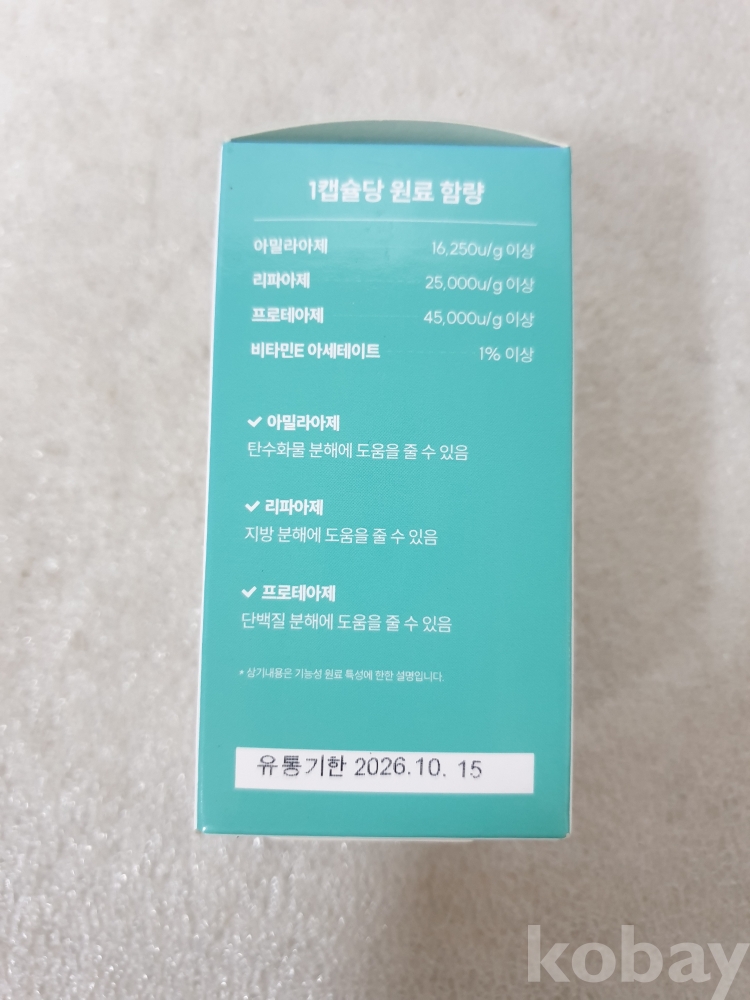 1캡슐당 원료 함량
아밀라아제 16,250u/g 이상
리파아제 25,000u/g 이상
프로테아제 45,000u/g 이상
비타민E 아세테이트 1% 이상
✓ 아밀라아제
탄수화물 분해에 도움을 줄 수 있음
✓ 리파아제
지방 분해에 도움을 줄 수 있음
✓ 프로테아제
단백질 분해에 도움을 줄 수 있음
* 상기내용은 기능성 원료 특성에 한한 설명입니다.
유통기한 2026.10. 15
kobay